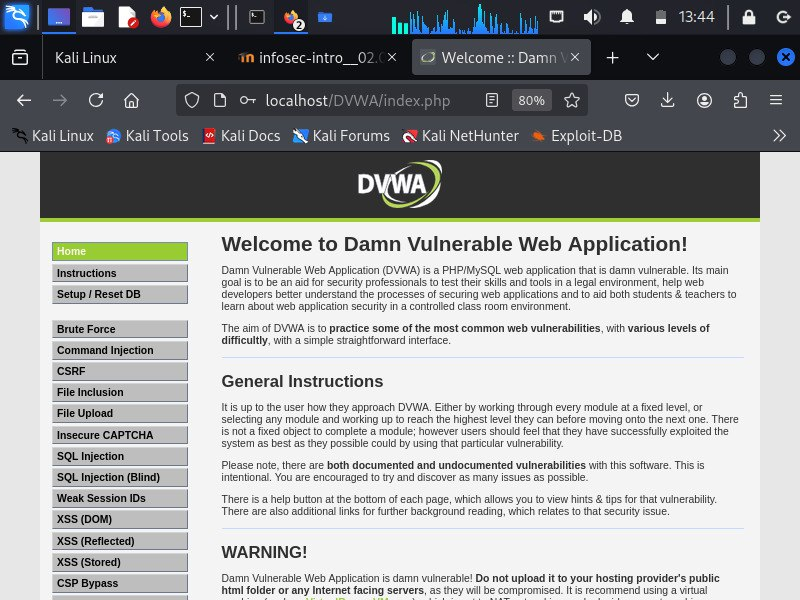 2
13:44
Kali Linux
infosec-intro__02.
Welcome :: Damn
localhost/DVWA/index.php
80%
Kali Linux
Kali Tools
Kali Docs
Kali Forums
Kali NetHunter
Exploit-DB
DVWA
Home
Instructions
Setup / Reset DB
Brute Force
Command Injection
CSRF
File Inclusion
File Upload
Insecure CAPTCHA
SQL Injection
SQL Injection (Blind)
Weak Session IDs
XSS (DOM)
XSS (Reflected)
XSS (Stored)
CSP Bypass
Welcome to Damn Vulnerable Web Application!
Damn Vulnerable Web Application (DVWA) is a PHP/MySQL web application that is damn vulnerable. Its main
goal is to be an aid for security professionals to test their skills and tools in a legal environment, help web
developers better understand the processes of securing web applications and to aid both students & teachers to
learn about web application security in a controlled class room environment.
The aim of DVWA is to practice some of the most common web vulnerabilities, with various levels of
difficultly, with a simple straightforward interface.
General Instructions
It is up to the user how they approach DVWA. Either by working through every module at a fixed level, or
selecting any module and working up to reach the highest level they can before moving onto the next one. There
is not a fixed object to complete a module; however users should feel that they have successfully exploited the
system as best as they possible could by using that particular vulnerability.
Please note, there are both documented and undocumented vulnerabilities with this software. This is
intentional. You are encouraged to try and discover as many issues as possible.
There is a help button at the bottom of each page, which allows you to view hints & tips for that vulnerability.
There are also additional links for further background reading, which relates to that security issue.
WARNING!
Damn Vulnerable Web Application is damn vulnerable! Do not upload it to your hosting provider's public
html folder or any Internet facing servers, as they will be compromised. It is recommend using a virtual